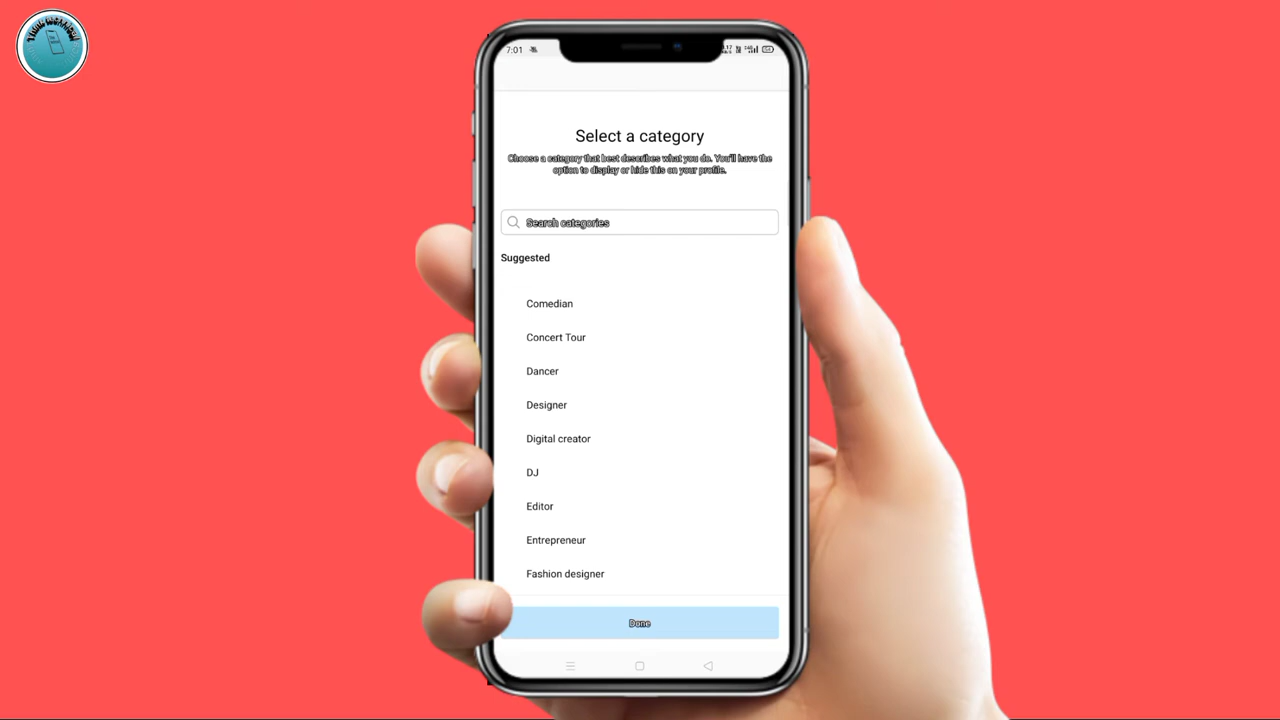 Think technical
7:01
Select a category
Choose a category that best describes what you do. You'll have the
option to display or hide this on your profile.
Search categories
Suggested
Comedian
Concert Tour
Dancer
Designer
Digital creator
DJ
Editor
Entrepreneur
Fashion designer
Done